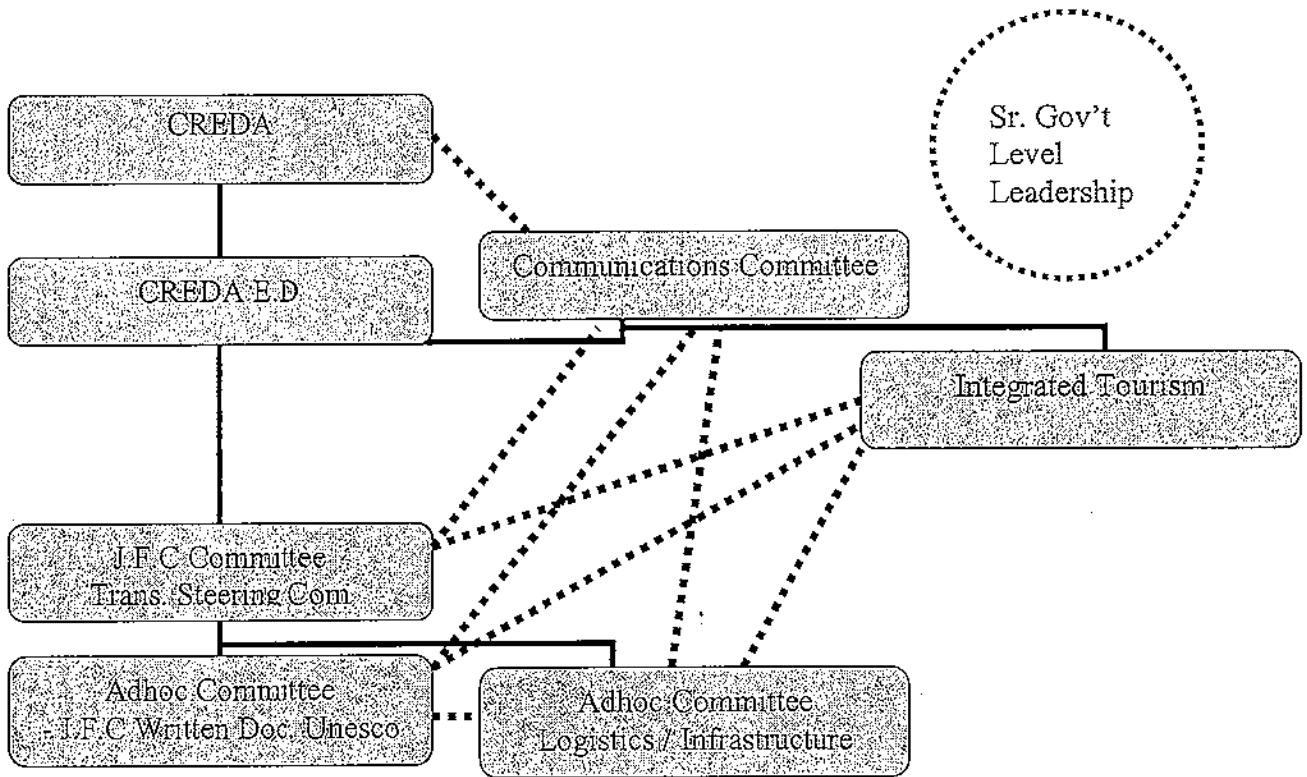 CREDA
Sr. Gov't
Level
Leadership
Communications Committee
CREDA E.D
Integrated Tourism
J.F.C Committee
Trans. Steering Com
Adhoc Committee
- J.F.C Written Doc. Unesco
Adhoc Committee
Logistics / Infrastructure